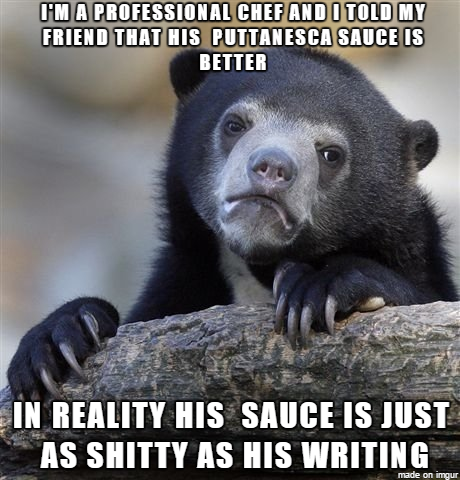 I'M A PROFESSIONAL CHEF AND I TOLD MY
FRIEND THAT HIS PUTTANESCA SAUCE IS
BETTER
IN REALITY HIS SAUCE IS JUST
AS SHITTY AS HIS WRITING
made on imgur